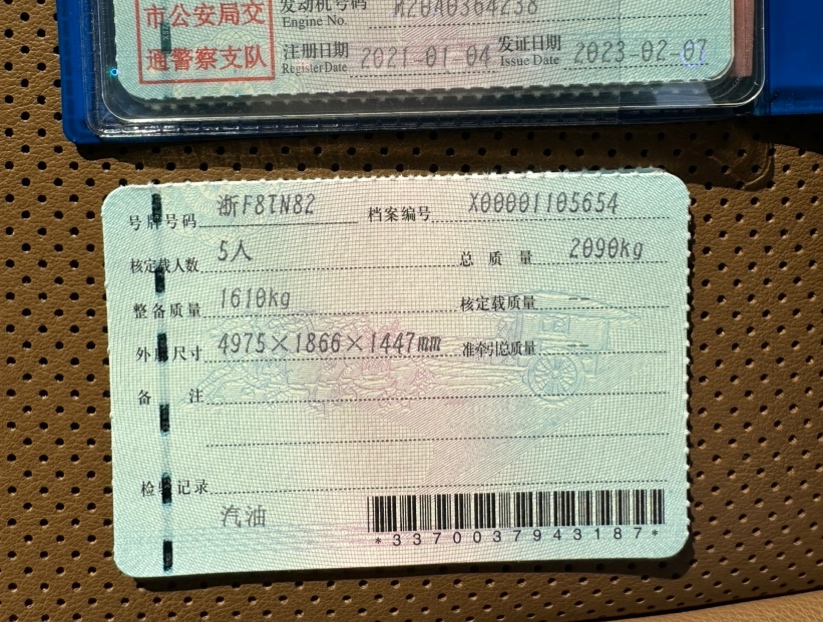 市公安局交
通警察支队
发动机号码
Engine No.
M20A0364238
注册日期 2021-01-04 发证日期 2023-02-07
Register Date Issue Date
号牌号码 浙F8TN82 档案编号 X00001105654
核定载人数 5人 总质量 2090kg
整备质量 1610kg 核定载质量 --
外廓尺寸 4975×1866×1447mm 准牵引总质量 --
备注
检验记录
汽油
*3370037943187*